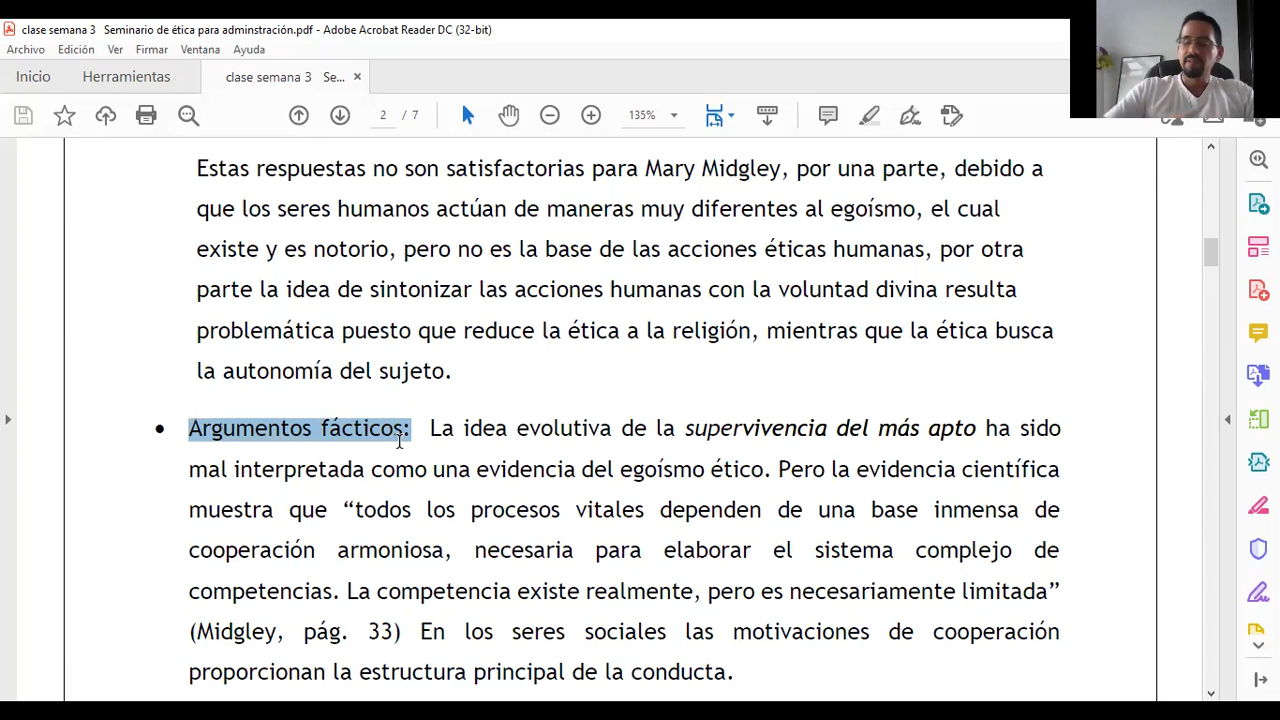 clase semana 3   Seminario de ética para adminstración.pdf - Adobe Acrobat Reader DC (32-bit)
Archivo   Edición   Ver   Firmar   Ventana   Ayuda
Inicio   Herramientas   clase semana 3   Se...
2 / 7   135%
Estas respuestas no son satisfactorias para Mary Midgley, por una parte, debido a
que los seres humanos actúan de maneras muy diferentes al egoísmo, el cual
existe y es notorio, pero no es la base de las acciones éticas humanas, por otra
parte la idea de sintonizar las acciones humanas con la voluntad divina resulta
problemática puesto que reduce la ética a la religión, mientras que la ética busca
la autonomía del sujeto.
• Argumentos fácticos: La idea evolutiva de la supervivencia del más apto ha sido
mal interpretada como una evidencia del egoísmo ético. Pero la evidencia científica
muestra que “todos los procesos vitales dependen de una base inmensa de
cooperación armoniosa, necesaria para elaborar el sistema complejo de
competencias. La competencia existe realmente, pero es necesariamente limitada”
(Midgley, pág. 33) En los seres sociales las motivaciones de cooperación
proporcionan la estructura principal de la conducta.